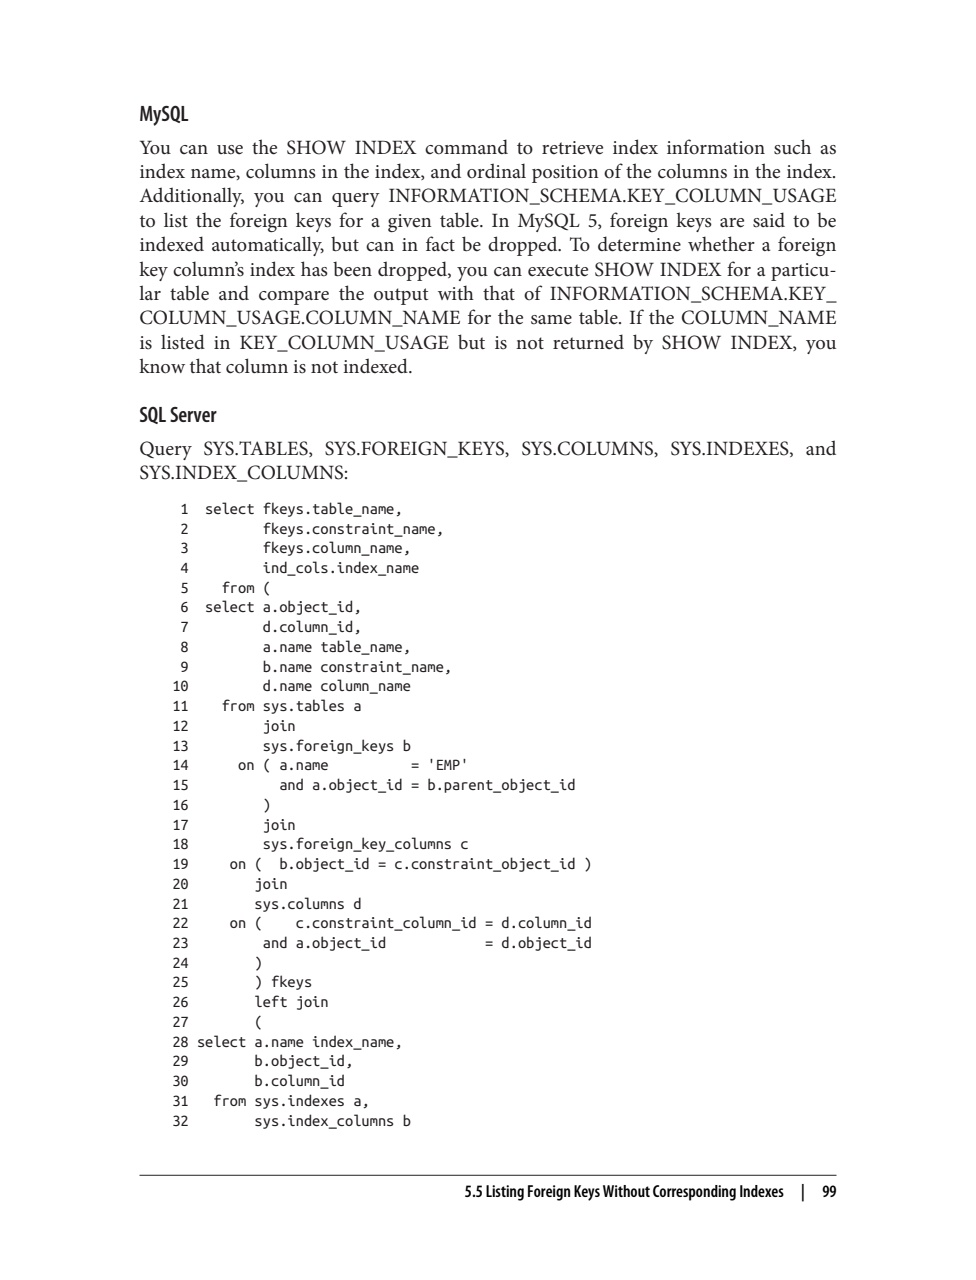 MySQL
You can use the SHOW INDEX command to retrieve index information such as
index name, columns in the index, and ordinal position of the columns in the index.
Additionally, you can query INFORMATION_SCHEMA.KEY_COLUMN_USAGE
to list the foreign keys for a given table. In MySQL 5, foreign keys are said to be
indexed automatically, but can in fact be dropped. To determine whether a foreign
key column’s index has been dropped, you can execute SHOW INDEX for a particu-
lar table and compare the output with that of INFORMATION_SCHEMA.KEY_
COLUMN_USAGE.COLUMN_NAME for the same table. If the COLUMN_NAME
is listed in KEY_COLUMN_USAGE but is not returned by SHOW INDEX, you
know that column is not indexed.
SQL Server
Query SYS.TABLES, SYS.FOREIGN_KEYS, SYS.COLUMNS, SYS.INDEXES, and
SYS.INDEX_COLUMNS:
1  select fkeys.table_name,
2         fkeys.constraint_name,
3         fkeys.column_name,
4         ind_cols.index_name
5    from (
6  select a.object_id,
7         d.column_id,
8         a.name table_name,
9         b.name constraint_name,
10         d.name column_name
11    from sys.tables a
12         join
13         sys.foreign_keys b
14      on ( a.name          = 'EMP'
15           and a.object_id = b.parent_object_id
16         )
17         join
18         sys.foreign_key_columns c
19     on (  b.object_id = c.constraint_object_id )
20        join
21        sys.columns d
22     on (    c.constraint_column_id = d.column_id
23         and a.object_id            = d.object_id
24        )
25        ) fkeys
26        left join
27        (
28 select a.name index_name,
29        b.object_id,
30        b.column_id
31   from sys.indexes a,
32        sys.index_columns b
5.5 Listing Foreign Keys Without Corresponding Indexes | 99